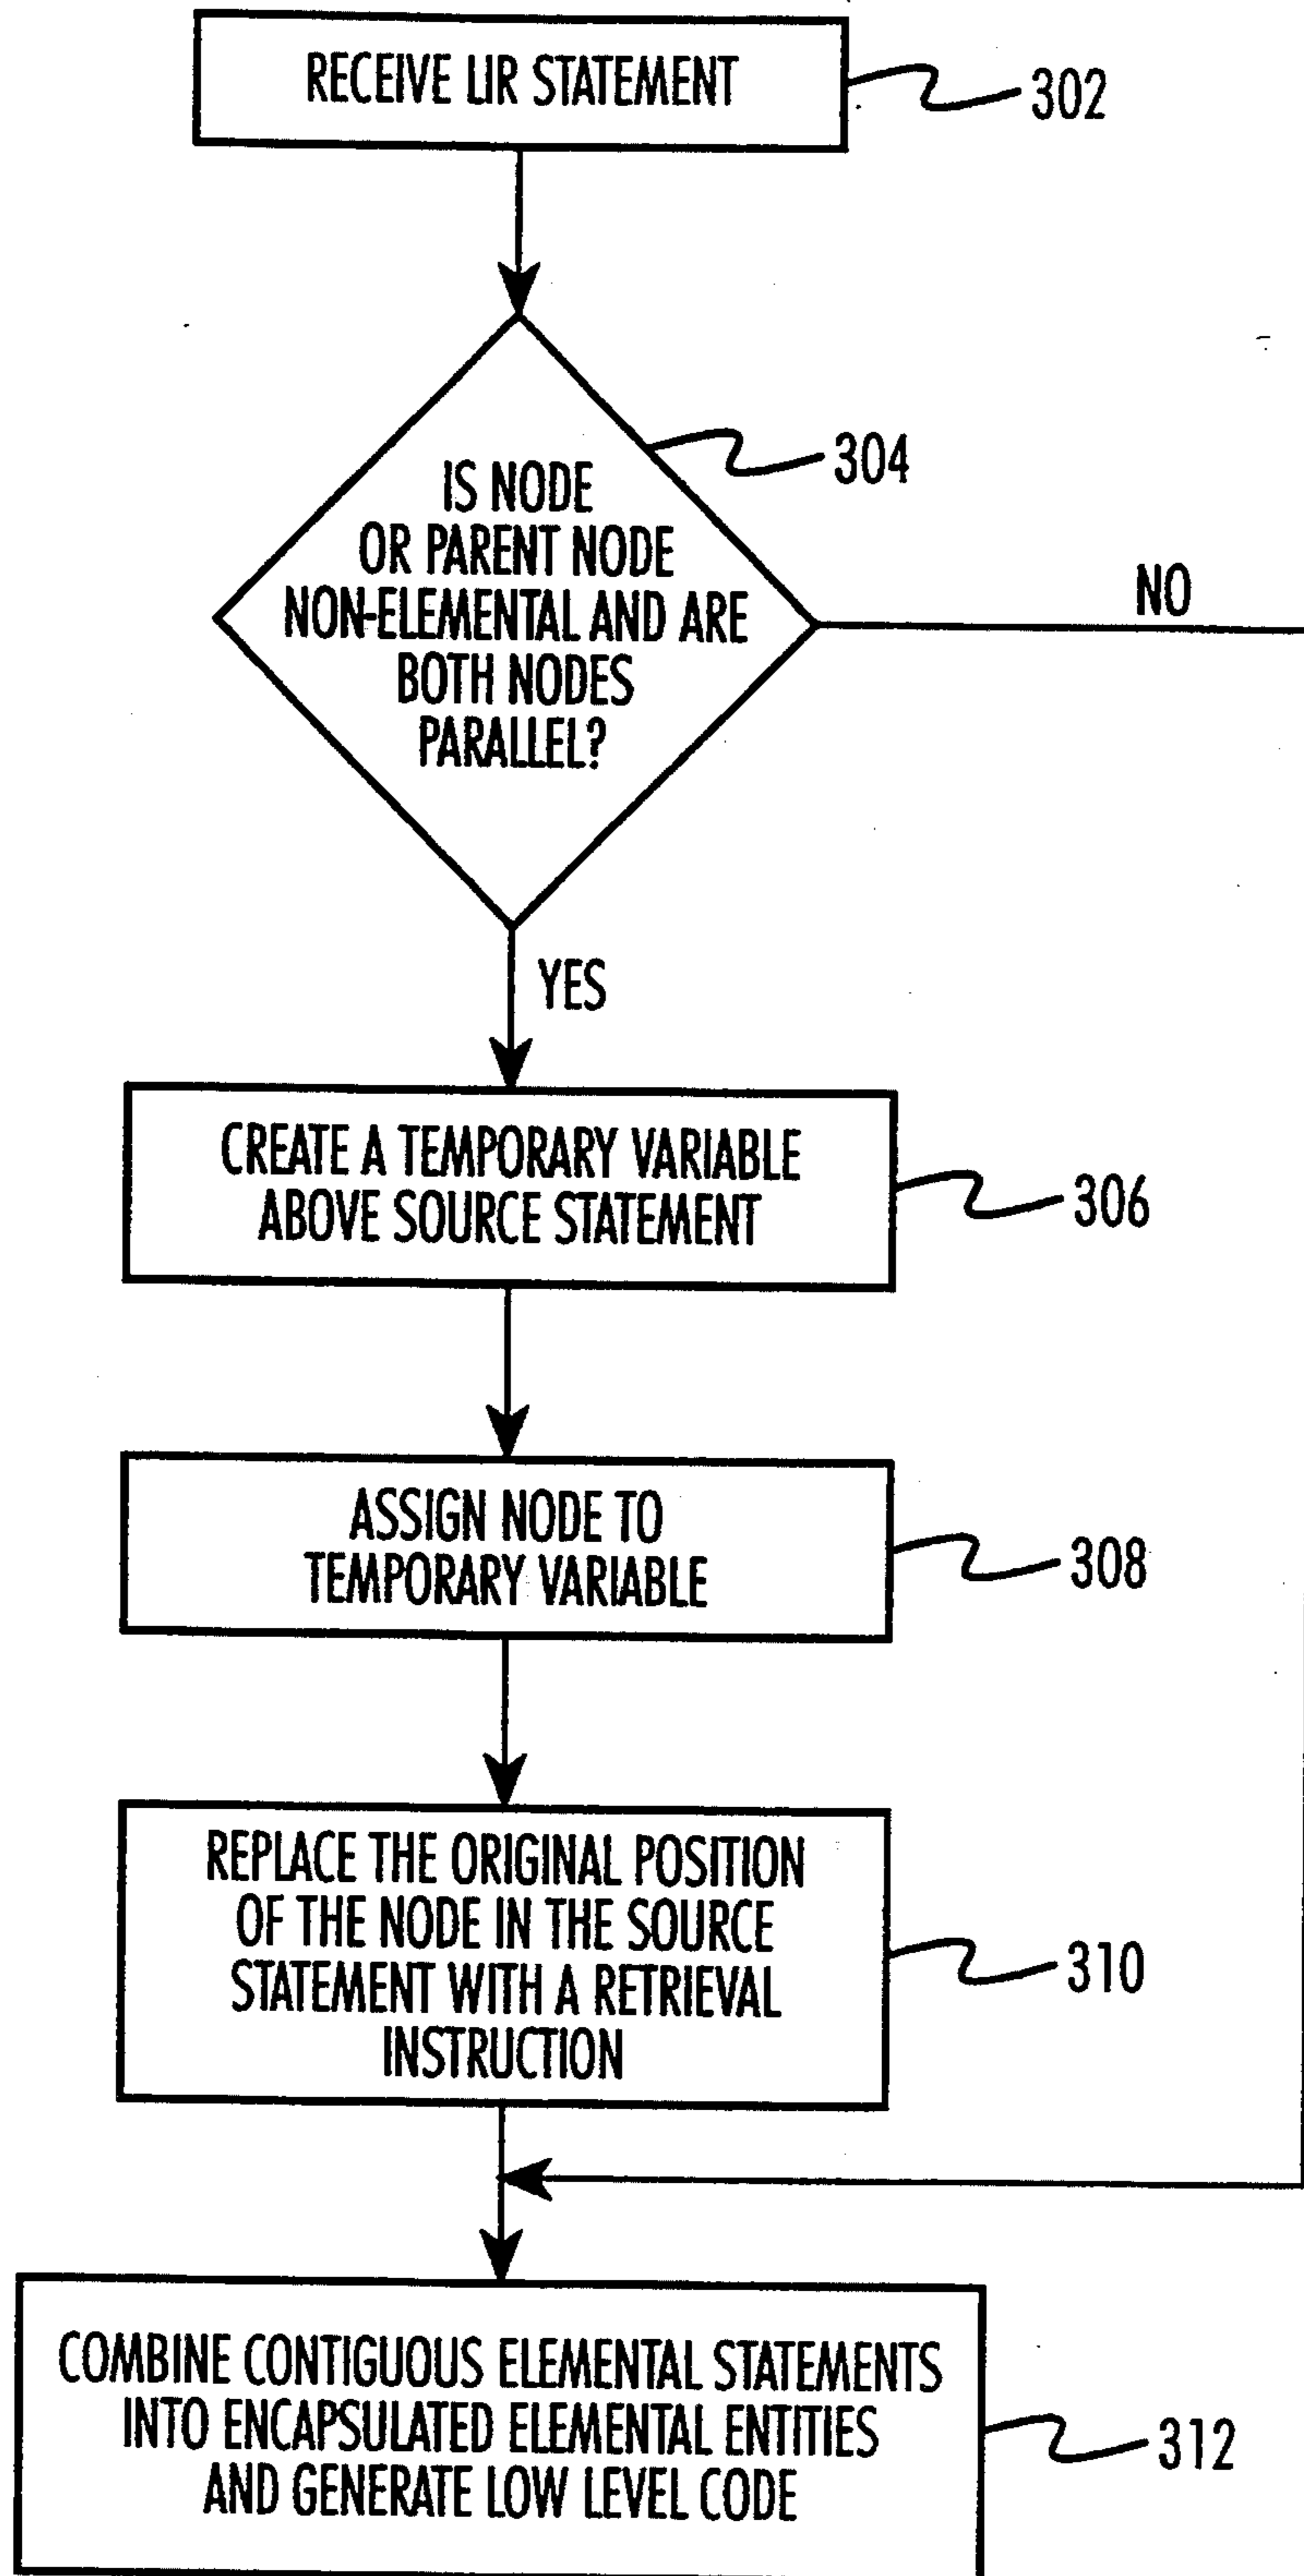 RECEIVE LIR STATEMENT
302
304
IS NODE
OR PARENT NODE
NON-ELEMENTAL AND ARE
BOTH NODES
PARALLEL?
NO
YES
CREATE A TEMPORARY VARIABLE
ABOVE SOURCE STATEMENT
306
ASSIGN NODE TO
TEMPORARY VARIABLE
308
REPLACE THE ORIGINAL POSITION
OF THE NODE IN THE SOURCE
STATEMENT WITH A RETRIEVAL
INSTRUCTION
310
COMBINE CONTIGUOUS ELEMENTAL STATEMENTS
INTO ENCAPSULATED ELEMENTAL ENTITIES
AND GENERATE LOW LEVEL CODE
312